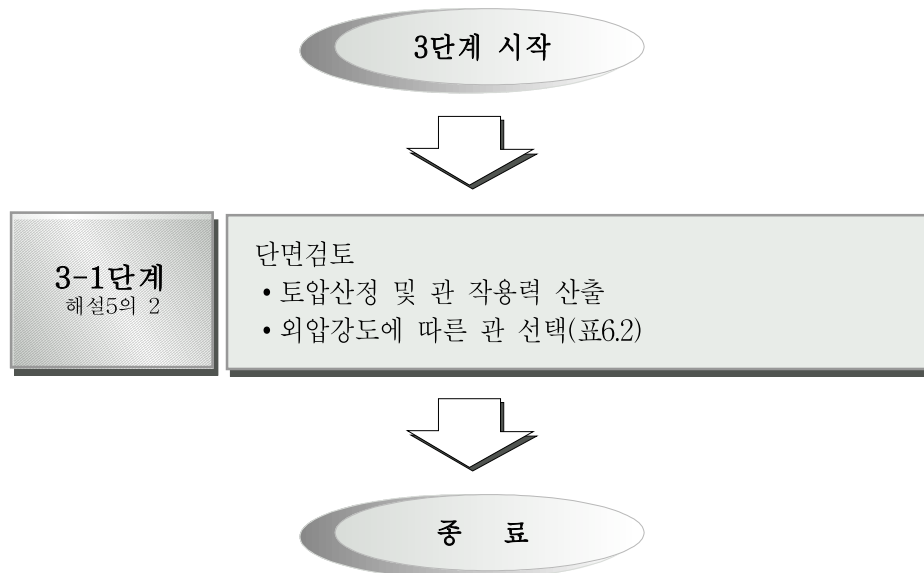 3단계 시작
3-1단계
해설5의 2
단면검토
• 토압산정 및 관 작용력 산출
• 외압강도에 따른 관 선택(표6.2)
종 료